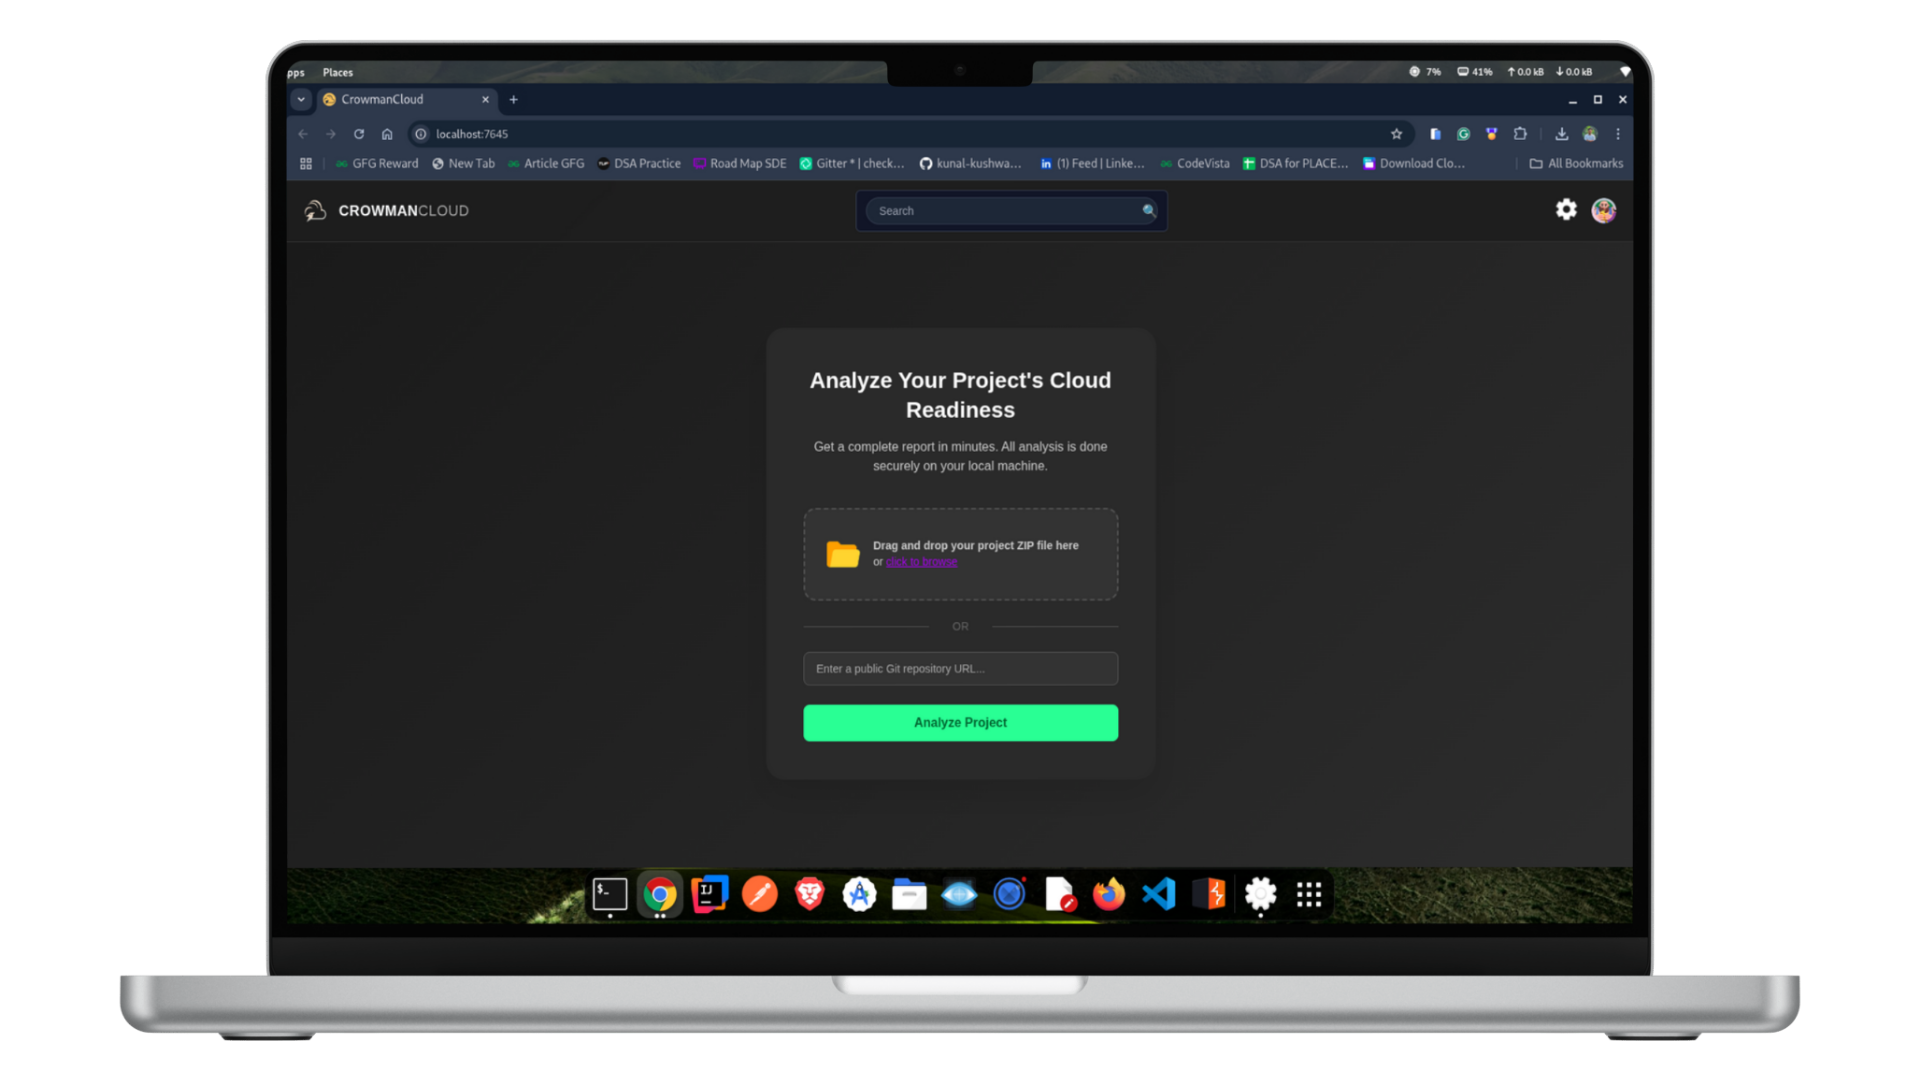 pps Places
7% 41% ↑0.0 kB ↓0.0 kB
CrowmanCloud
localhost:7645
GFG Reward New Tab Article GFG DSA Practice Road Map SDE Gitter * | check... kunal-kushwa... (1) Feed | Linke... CodeVista DSA for PLACE... Download Clo... All Bookmarks
CROWMANCLOUD
Search
Analyze Your Project's Cloud
Readiness
Get a complete report in minutes. All analysis is done
securely on your local machine.
Drag and drop your project ZIP file here
or click to browse
OR
Enter a public Git repository URL...
Analyze Project